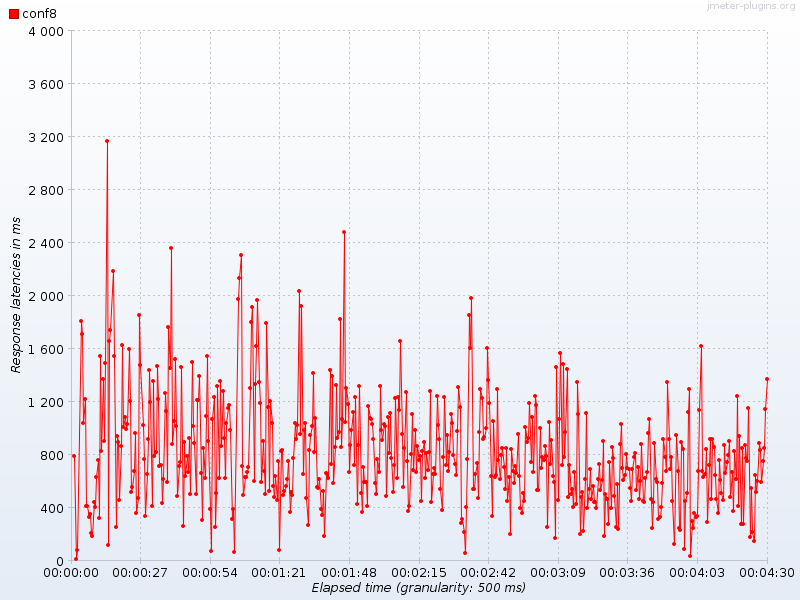 jmeter-plugins.org
conf8
4 000
3 600
3 200
2 800
2 400
2 000
1 600
1 200
800
400
0
Response latencies in ms
00:00:00 00:00:27 00:00:54 00:01:21 00:01:48 00:02:15 00:02:42 00:03:09 00:03:36 00:04:03 00:04:30
Elapsed time (granularity: 500 ms)